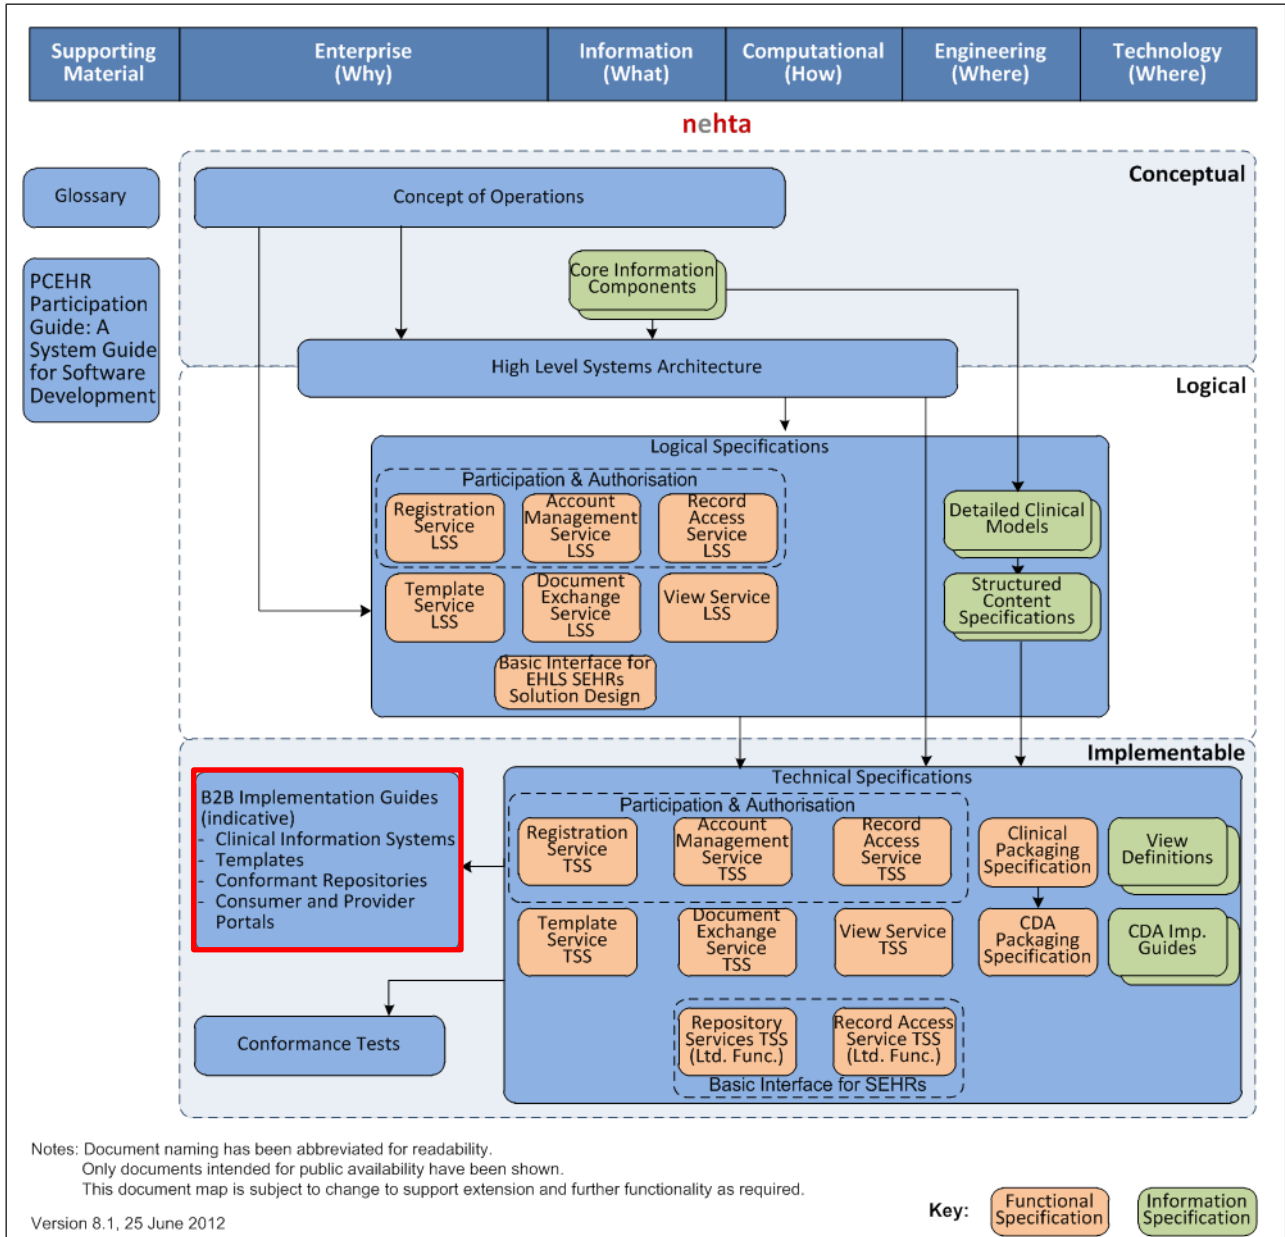 Supporting
Material
Enterprise
(Why)
Information
(What)
Computational
(How)
Engineering
(Where)
Technology
(Where)
nehta
Conceptual
Glossary
Concept of Operations
PCEHR
Participation
Guide: A
System Guide
for Software
Development
Core Information
Components
High Level Systems Architecture
Logical
Logical Specifications
Participation & Authorisation
Registration
Service
LSS
Account
Management
Service
LSS
Record
Access
Service
LSS
Detailed Clinical
Models
Template
Service
LSS
Document
Exchange
Service
LSS
View Service
LSS
Structured
Content
Specifications
Basic Interface for
EHLS SEHRs
Solution Design
Implementable
B2B Implementation Guides
(indicative)
- Clinical Information Systems
- Templates
- Conformant Repositories
- Consumer and Provider
Portals
Technical Specifications
Participation & Authorisation
Registration
Service
TSS
Account
Management
Service
TSS
Record
Access
Service
TSS
Clinical
Packaging
Specification
View
Definitions
Template
Service
TSS
Document
Exchange
Service
TSS
View Service
TSS
CDA
Packaging
Specification
CDA Imp.
Guides
Conformance Tests
Repository
Services TSS
(Ltd. Func.)
Record Access
Service TSS
(Ltd. Func.)
Basic Interface for SEHRs
Notes: Document naming has been abbreviated for readability.
Only documents intended for public availability have been shown.
This document map is subject to change to support extension and further functionality as required.
Version 8.1, 25 June 2012
Key:
Functional
Specification
Information
Specification